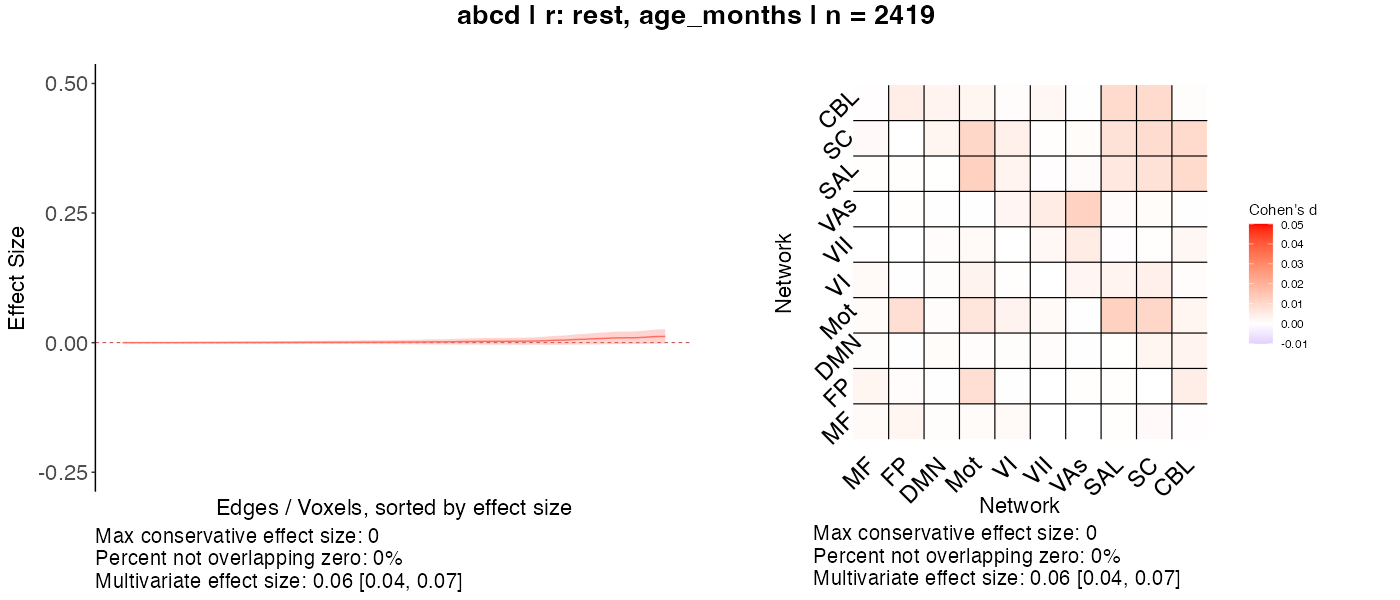 abcd | r: rest, age_months | n = 2419
0.50
0.25
0.00
-0.25
Effect Size
Edges / Voxels, sorted by effect size
Max conservative effect size: 0
Percent not overlapping zero: 0%
Multivariate effect size: 0.06 [0.04, 0.07]
Network
CBL
SC
SAL
VAs
VII
VI
Mot
DMN
FP
MF
MF
FP
DMN
Mot
VI
VII
VAs
SAL
SC
CBL
Network
Max conservative effect size: 0
Percent not overlapping zero: 0%
Multivariate effect size: 0.06 [0.04, 0.07]
Cohen's d
0.05
0.04
0.03
0.02
0.01
0.00
-0.01